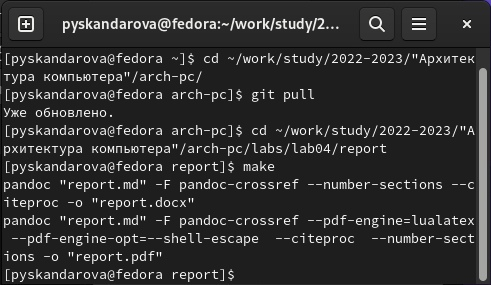 pyskandarova@fedora:~/work/study/2...
[pyskandarova@fedora ~]$ cd ~/work/study/2022-2023/"Архитек
тура компьютера"/arch-pc/
[pyskandarova@fedora arch-pc]$ git pull
Уже обновлено.
[pyskandarova@fedora arch-pc]$ cd ~/work/study/2022-2023/"А
рхитектура компьютера"/arch-pc/labs/lab04/report
[pyskandarova@fedora report]$ make
pandoc "report.md" -F pandoc-crossref --number-sections --c
iteproc -o "report.docx"
pandoc "report.md" -F pandoc-crossref --pdf-engine=lualatex
 --pdf-engine-opt=--shell-escape  --citeproc  --number-sect
ions -o "report.pdf"
[pyskandarova@fedora report]$